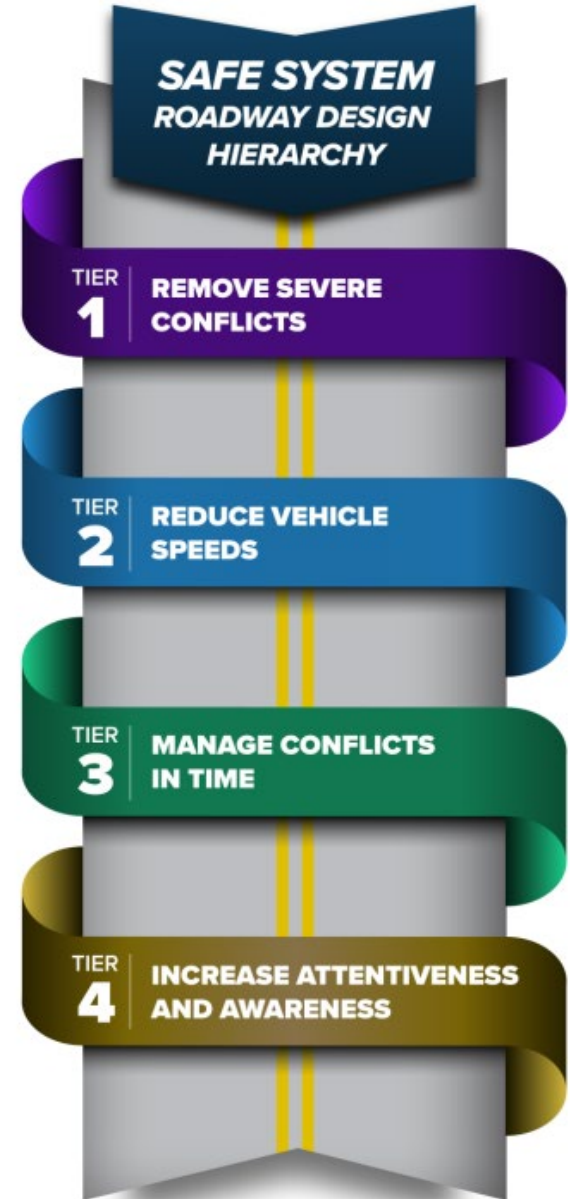 SAFE SYSTEM
ROADWAY DESIGN
HIERARCHY
TIER
1
REMOVE SEVERE
CONFLICTS
TIER
2
REDUCE VEHICLE
SPEEDS
TIER
3
MANAGE CONFLICTS
IN TIME
TIER
4
INCREASE ATTENTIVENESS
AND AWARENESS